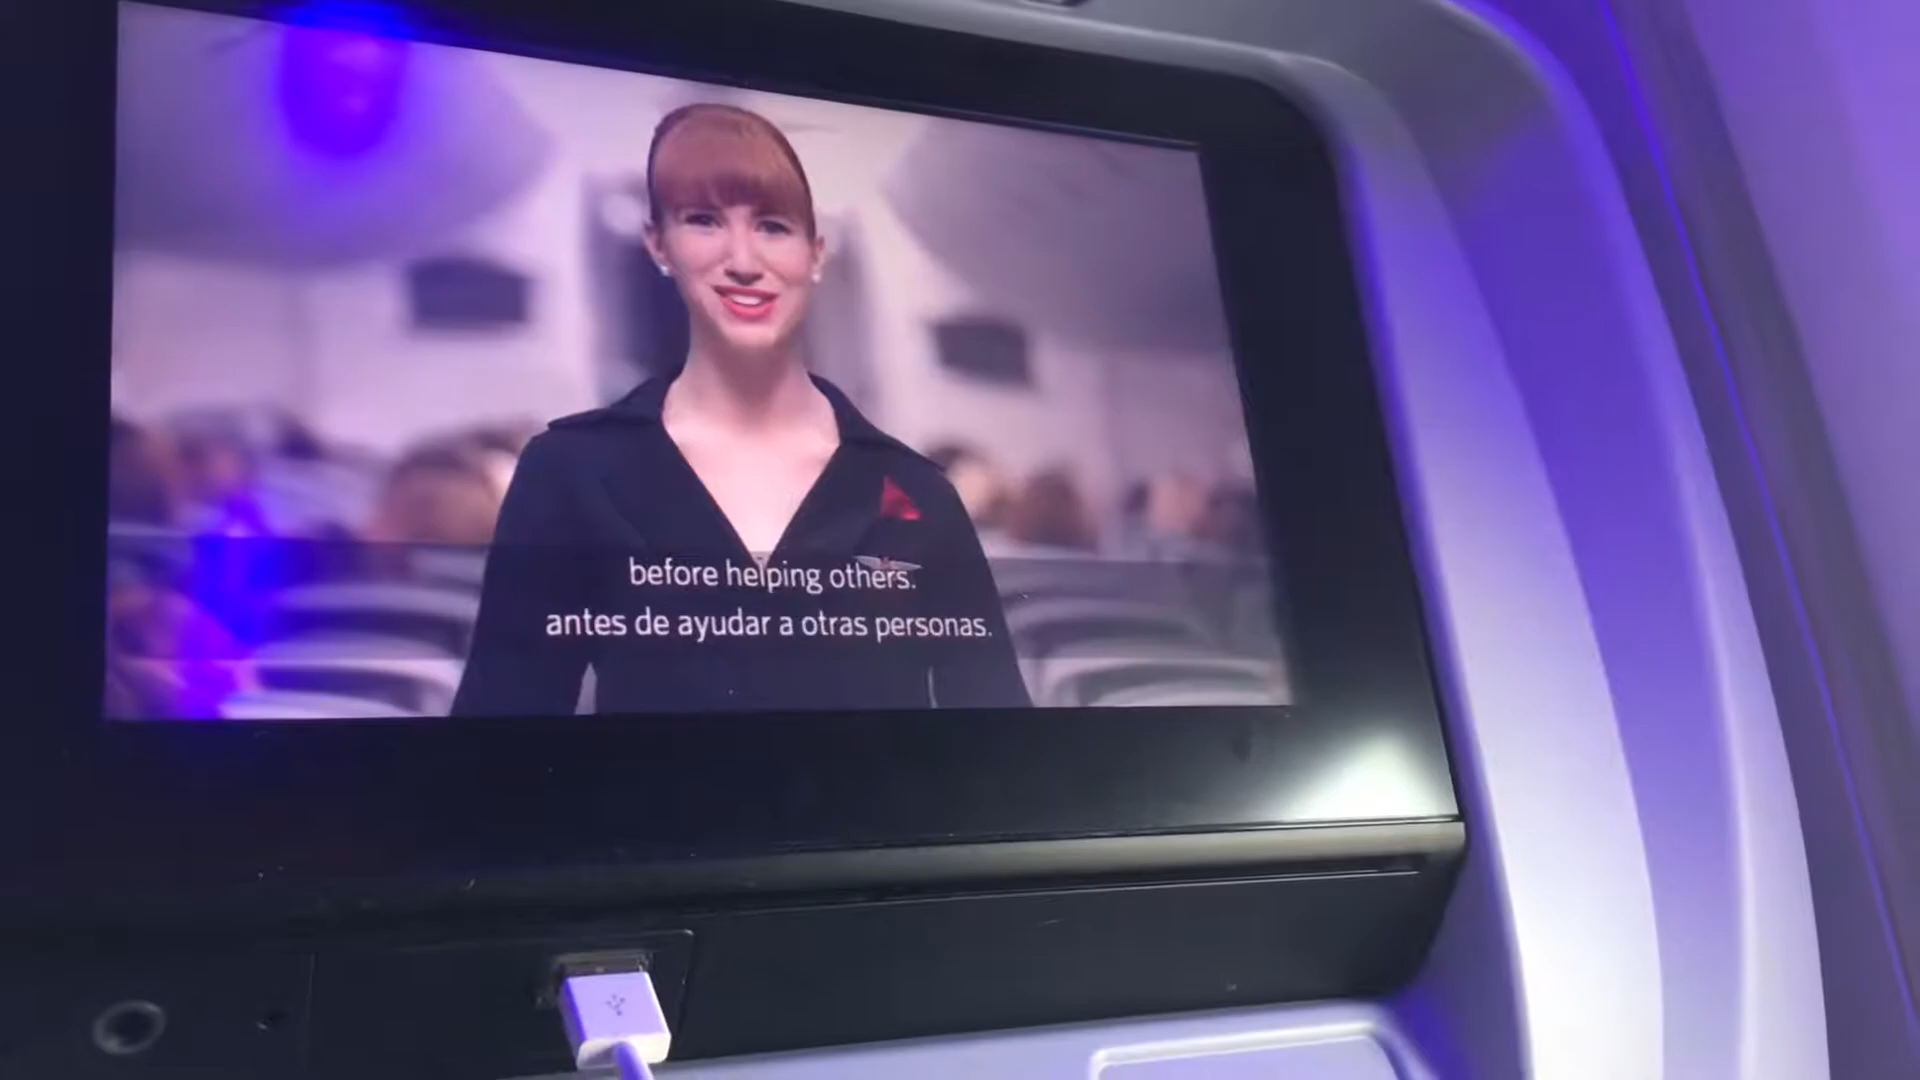 before helping others.
antes de ayudar a otras personas.